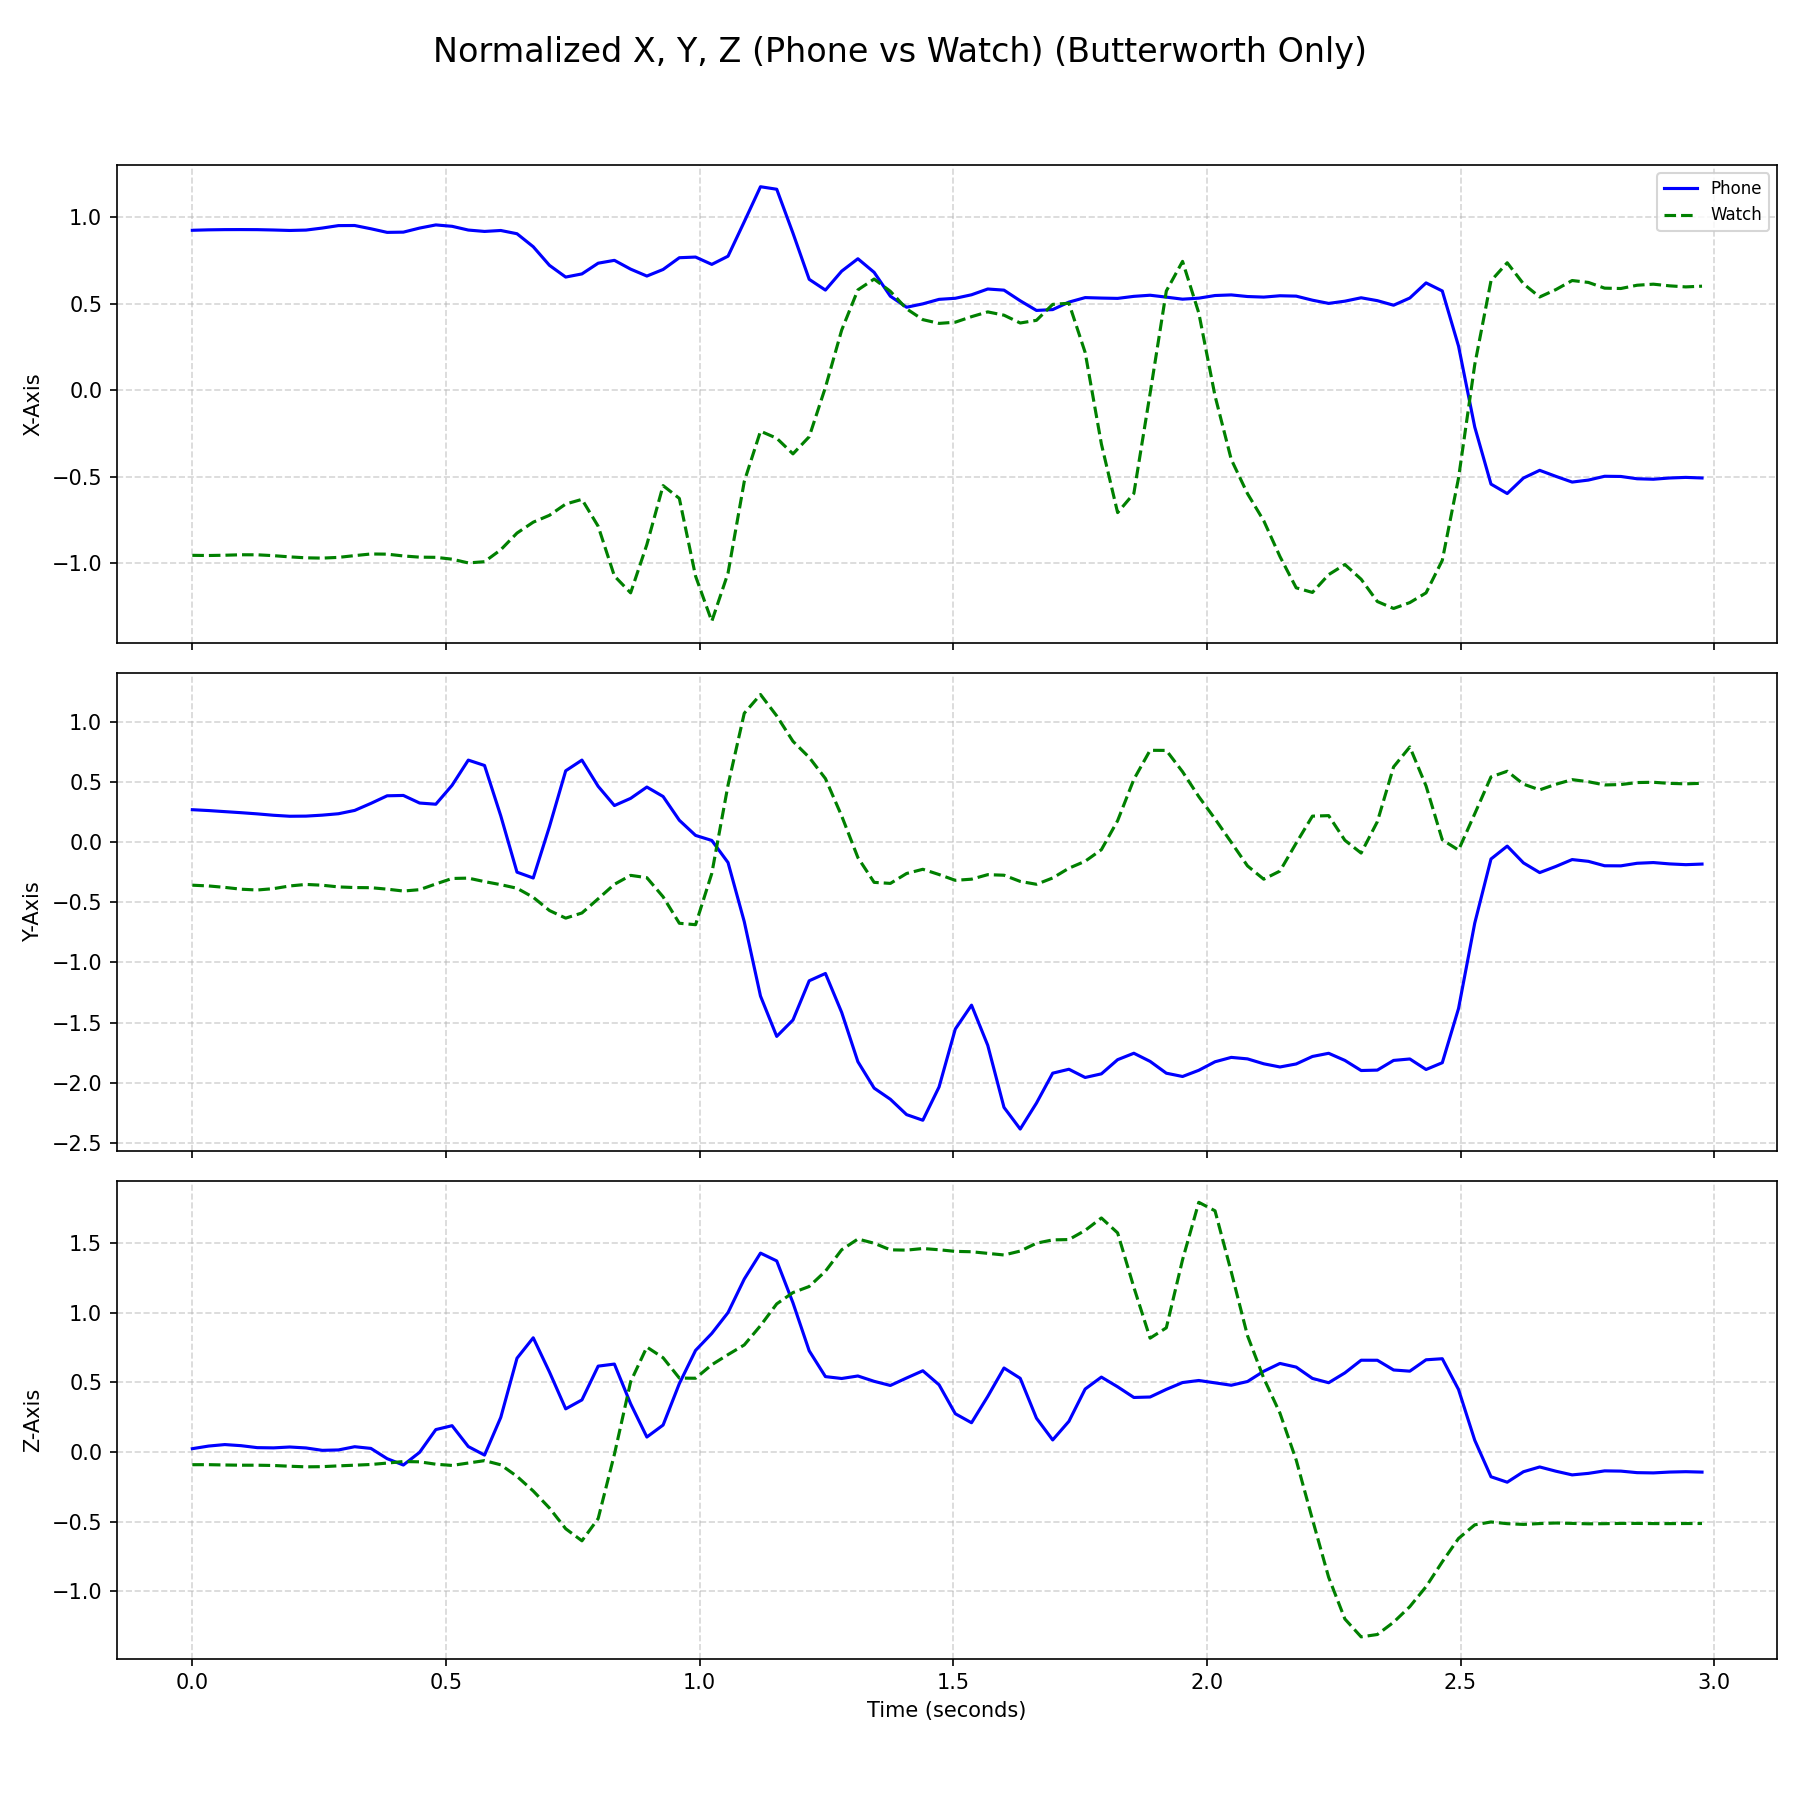 Normalized X, Y, Z (Phone vs Watch) (Butterworth Only)
Phone
Watch
1.0
0.5
0.0
−0.5
−1.0
X-Axis
1.0
0.5
0.0
−0.5
−1.0
−1.5
−2.0
−2.5
Y-Axis
1.5
1.0
0.5
0.0
−0.5
−1.0
Z-Axis
0.0 0.5 1.0 1.5 2.0 2.5 3.0
Time (seconds)